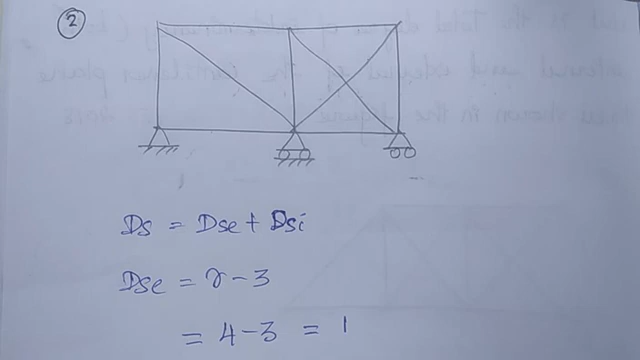 2
Ds = Dse + Dsi
Dse = r - 3
= 4 - 3 = 1